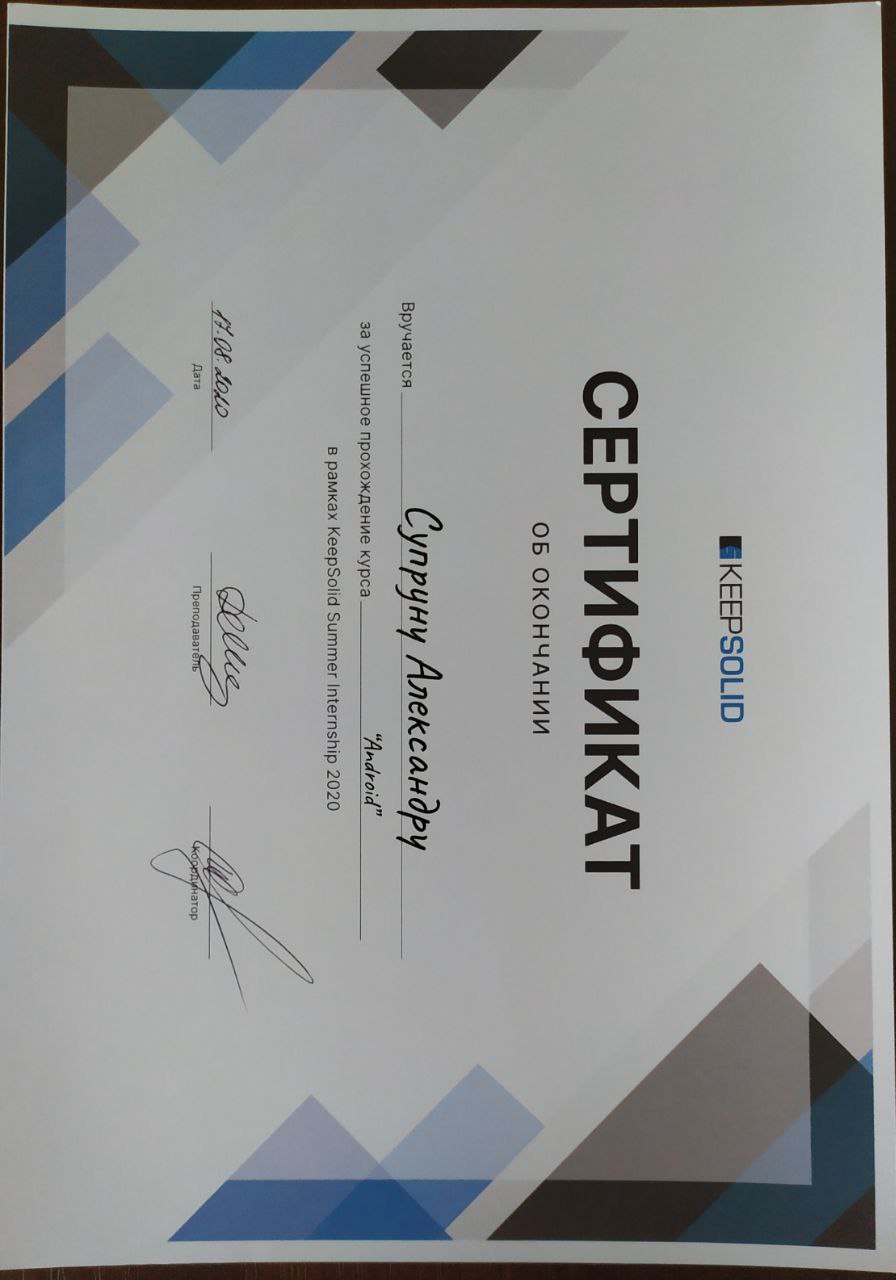 KEEPSOLID
СЕРТИФИКАТ
ОБ ОКОНЧАНИИ
Вручается Супруну Александру
за успешное прохождение курса “Android”
в рамках KeepSolid Summer Internship 2020
17.08.2020
Дата Преподаватель Координатор